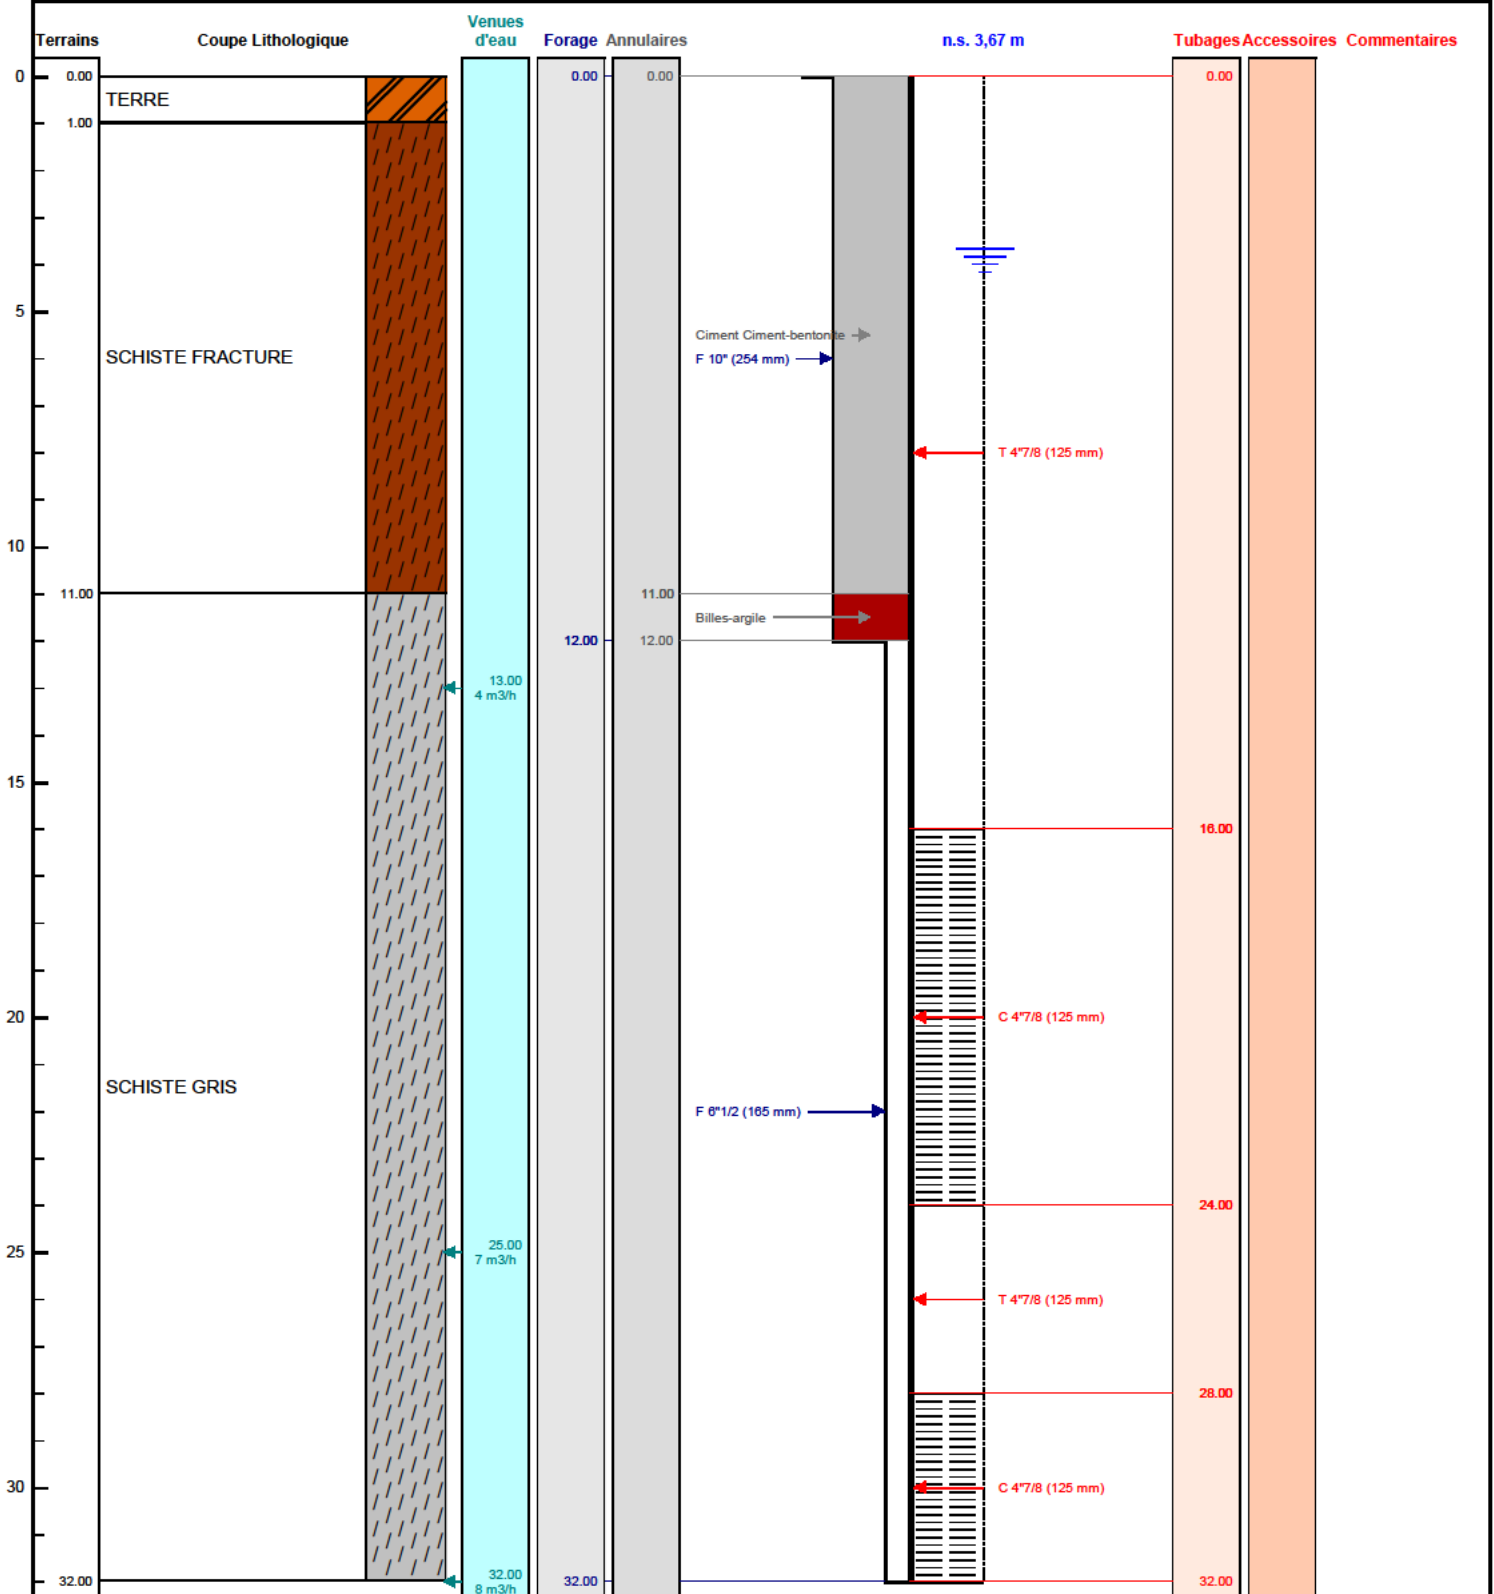 Venues
d'eau
Terrains Coupe Lithologique Forage Annulaires n.s. 3,67 m Tubages Accessoires Commentaires
0 0.00 0.00 0.00 0.00
TERRE
1.00
5
Ciment Ciment-bentonite
SCHISTE FRACTURE F 10" (254 mm)
T 4"7/8 (125 mm)
10
11.00 11.00
Billes-argile
12.00 12.00
13.00
4 m3/h
15
16.00
20 C 4"7/8 (125 mm)
SCHISTE GRIS
F 6"1/2 (165 mm)
24.00
25 25.00
7 m3/h
T 4"7/8 (125 mm)
28.00
30 C 4"7/8 (125 mm)
32.00 32.00 32.00 32.00
8 m3/h